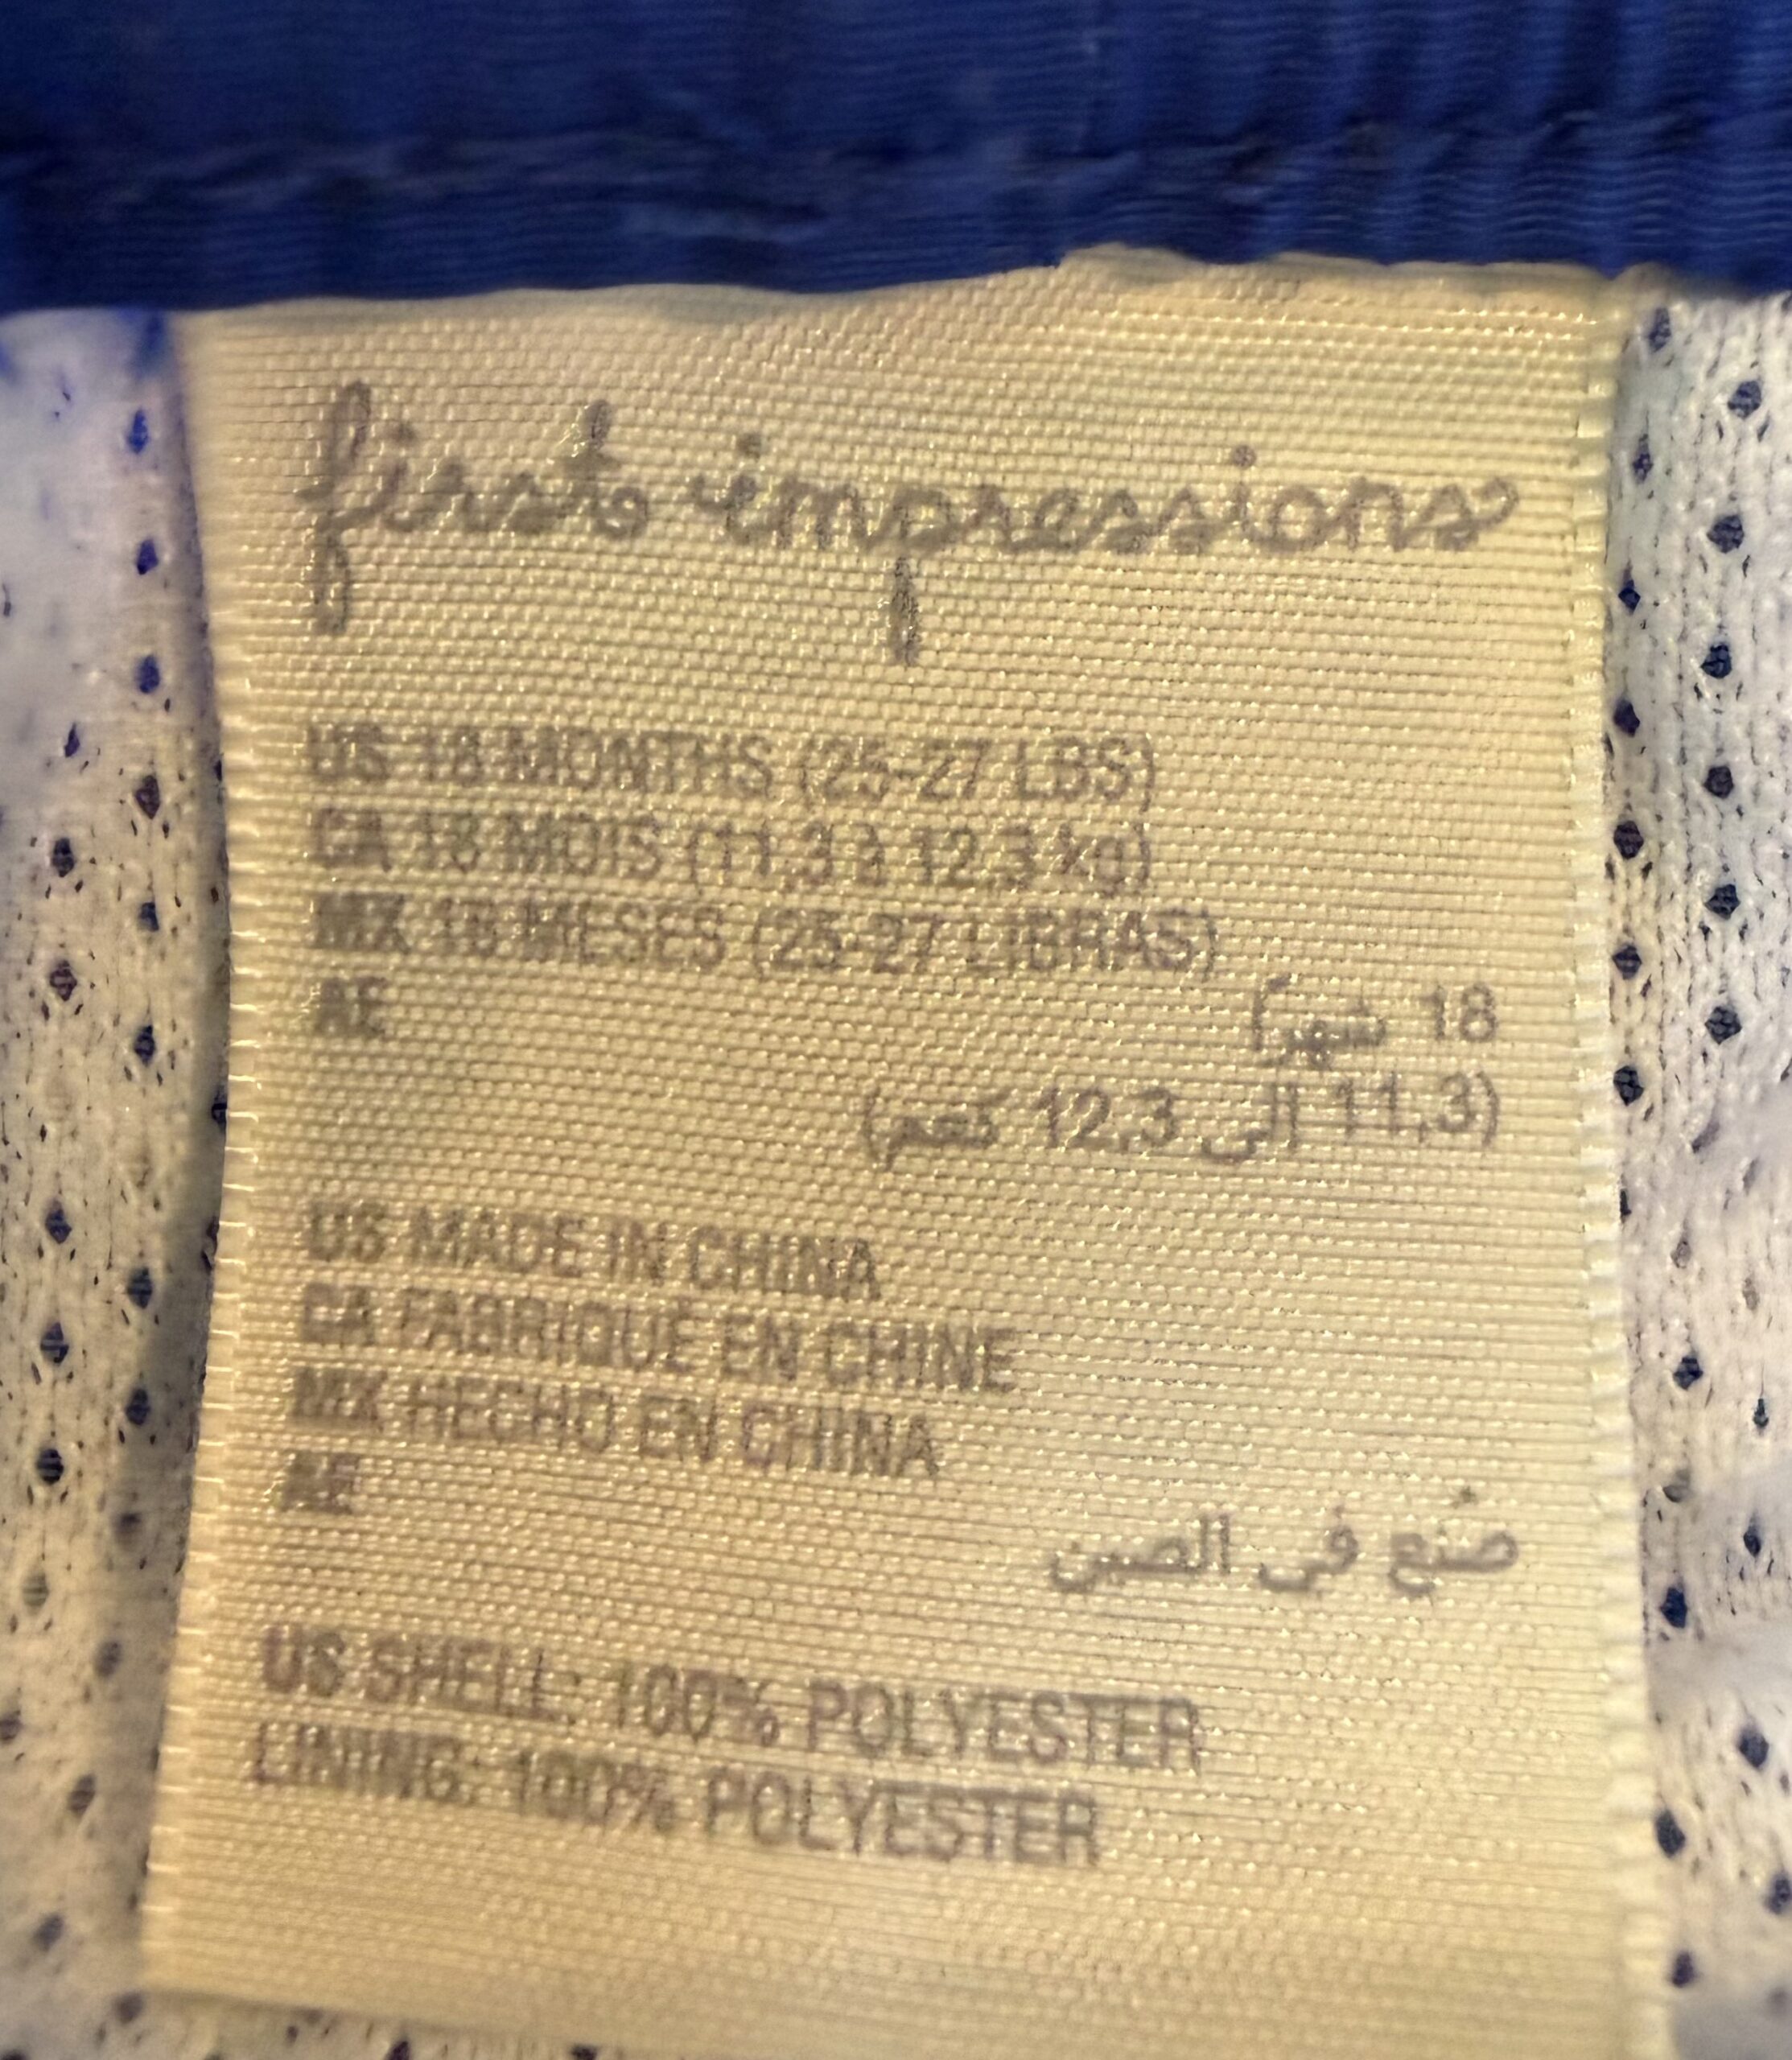 first impressions
US 18 MONTHS (25-27 LBS)
CA 18 MOIS (11,3 à 12,3 kg)
MX 18 MESES (25-27 LIBRAS)
AE
18 شهراً
(11,3 الى 12,3 كغم)
US MADE IN CHINA
CA FABRIQUÉ EN CHINE
MX HECHO EN CHINA
AE
صُنع في الصين
US SHELL: 100% POLYESTER
LINING: 100% POLYESTER